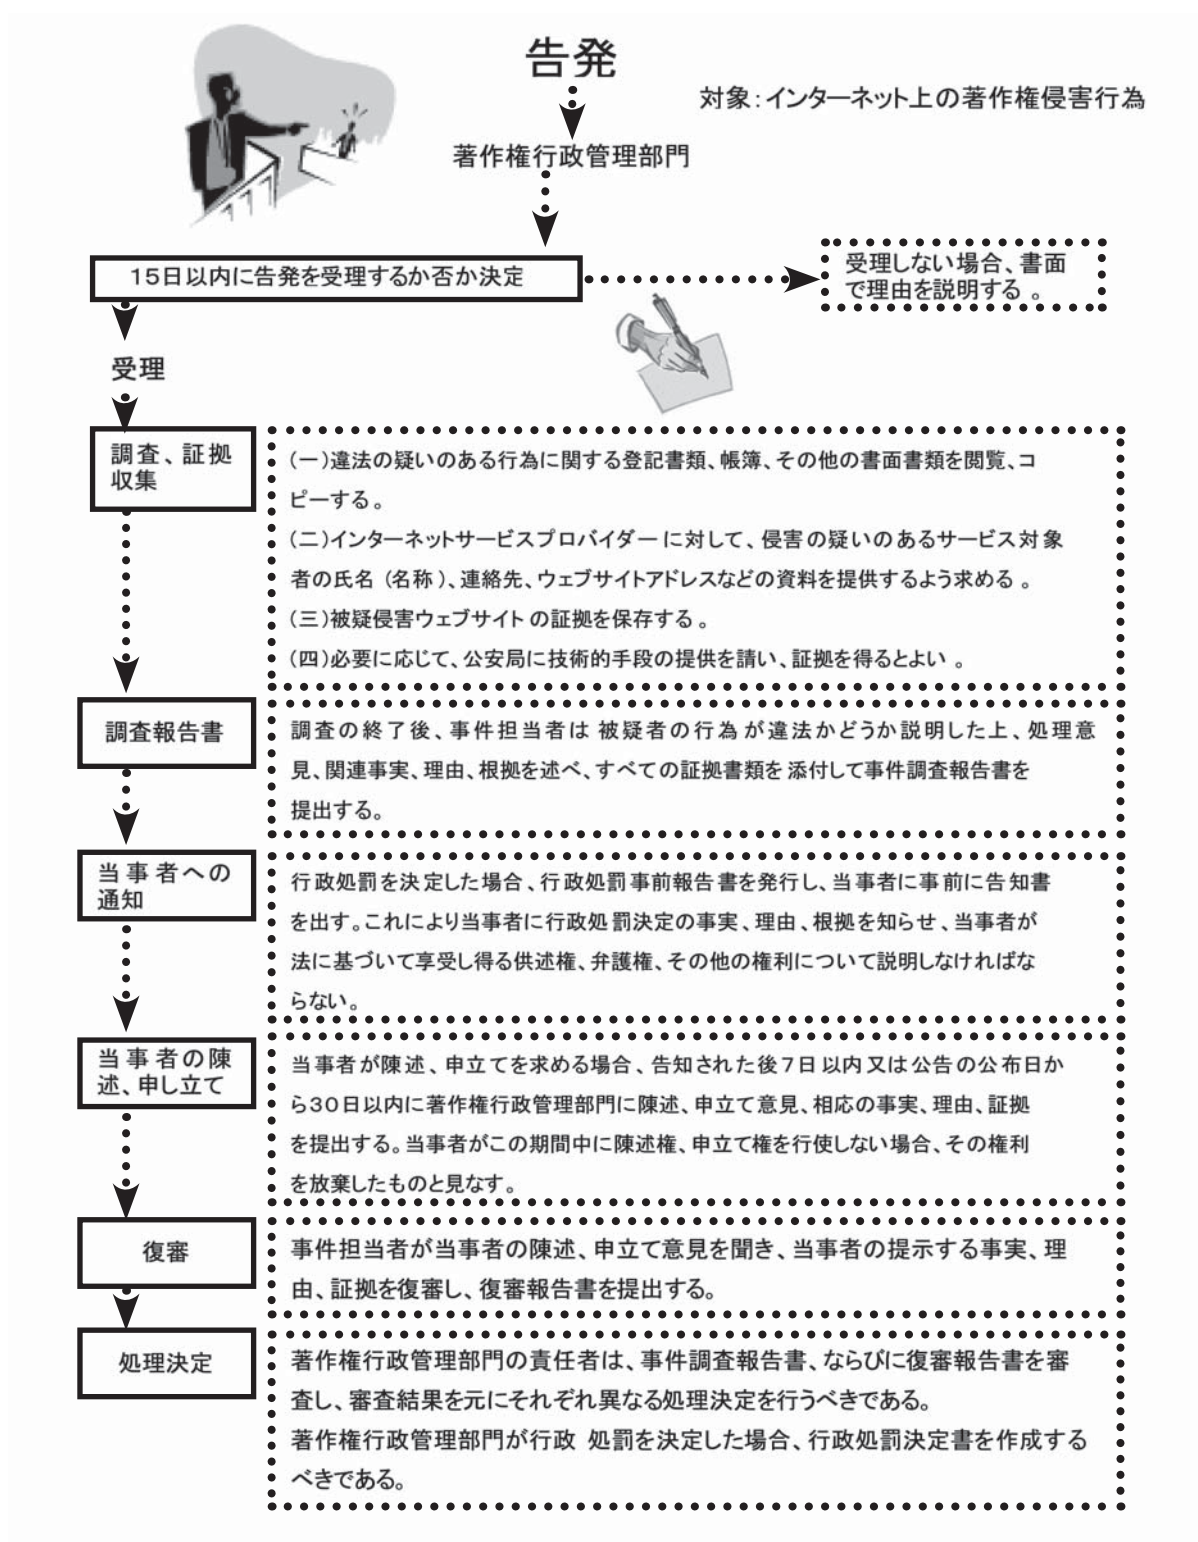 告発
対象：インターネット上の著作権侵害行為
著作権行政管理部門
15日以内に告発を受理するか否か決定
受理しない場合、書面
で理由を説明する。
受理
調査、証拠
収集
(一)違法の疑いのある行為に関する登記書類、帳簿、その他の書面書類を閲覧、コ
ピーする。
(二)インターネットサービスプロバイダーに対して、侵害の疑いのあるサービス対象
者の氏名(名称)、連絡先、ウェブサイトアドレスなどの資料を提供するよう求める。
(三)被疑侵害ウェブサイトの証拠を保存する。
(四)必要に応じて、公安局に技術的手段の提供を請い、証拠を得るとよい。
調査報告書
調査の終了後、事件担当者は被疑者の行為が違法かどうか説明した上、処理意
見、関連事実、理由、根拠を述べ、すべての証拠書類を添付して事件調査報告書を
提出する。
当事者への
通知
行政処罰を決定した場合、行政処罰事前報告書を発行し、当事者に事前に告知書
を出す。これにより当事者に行政処罰決定の事実、理由、根拠を知らせ、当事者が
法に基づいて享受し得る供述権、弁護権、その他の権利について説明しなければな
らない。
当事者の陳
述、申し立て
当事者が陳述、申立てを求める場合、告知された後7日以内又は公告の公布日か
ら30日以内に著作権行政管理部門に陳述、申立て意見、相応の事実、理由、証拠
を提出する。当事者がこの期間中に陳述権、申立て権を行使しない場合、その権利
を放棄したものと見なす。
復審
事件担当者が当事者の陳述、申立て意見を聞き、当事者の提示する事実、理
由、証拠を復審し、復審報告書を提出する。
処理決定
著作権行政管理部門の責任者は、事件調査報告書、ならびに復審報告書を審
査し、審査結果を元にそれぞれ異なる処理決定を行うべきである。
著作権行政管理部門が行政 処罰を決定した場合、行政処罰決定書を作成する
べきである。